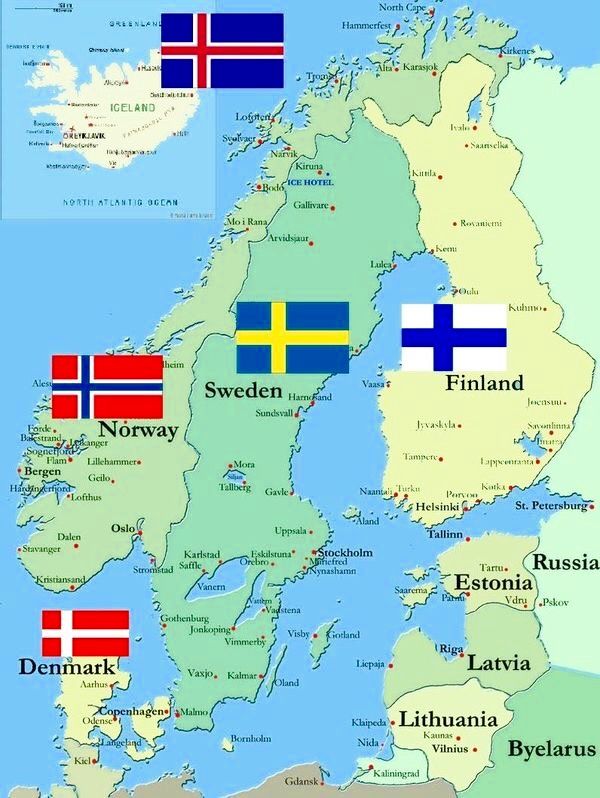 GREENLAND
ICELAND
REYKJAVIK
NORTH ATLANTIC OCEAN
North Cape
Hammerfest
Kirkenes
Alta
Karasjok
Tromso
Lofoten
Svolvaer
Narvik
Ivalo
Saariselka
Kiruna
ICE HOTEL
Kittila
Bodo
Gallivare
Mo i Rana
Rovaniemi
Arvidsjaur
Kemi
Lulea
Oulu
Kuhmo
Vaasa
Sweden
Finland
Harnosand
Joensuu
Sundsvall
Norway
Forde
Jyvaskyla
Savonlinna
Balestrand
Sognefjord
Imatra
Flam
Lillehammer
Mora
Tampere
Lappeenranta
Bergen
Geilo
Siljan
Tallberg
Hardangerfjord
Lofthus
Gavle
Naantali
Turku
Porvoo
Kotka
Helsinki
St. Petersburg
Oslo
Aland
Uppsala
Tallinn
Dalen
Stavanger
Karlstad
Eskilstuna
Stockholm
Saffle
Orebro
Mariefred
Nynashamn
Stromstad
Russia
Kristiansand
Vanern
Tartu
Estonia
Saarema
Parnu
Vdru
Pskov
Vattern
Vadstena
Gothenburg
Jonkoping
Vimmerby
Visby
Gotland
Riga
Latvia
Liepaja
Denmark
Aarhus
Vaxjo
Kalmar
Oland
Copenhagen
Malmo
Odense
Klaipeda
Lithuania
Langeland
Bornholm
Nida
Kaunas
Vilnius
Byelarus
Kiel
Kaliningrad
Gdansk